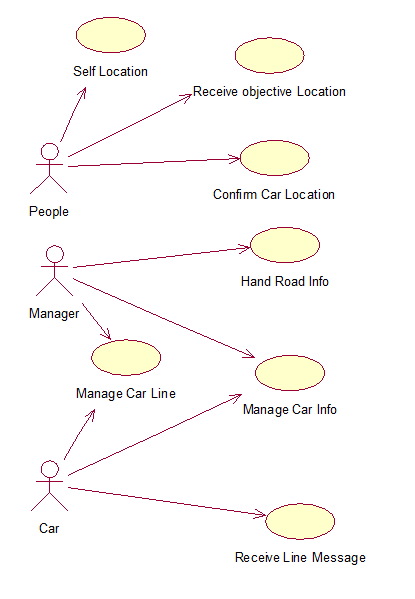 Self Location
Receive objective Location
Confirm Car Location
People
Hand Road Info
Manager
Manage Car Line
Manage Car Info
Car
Receive Line Message